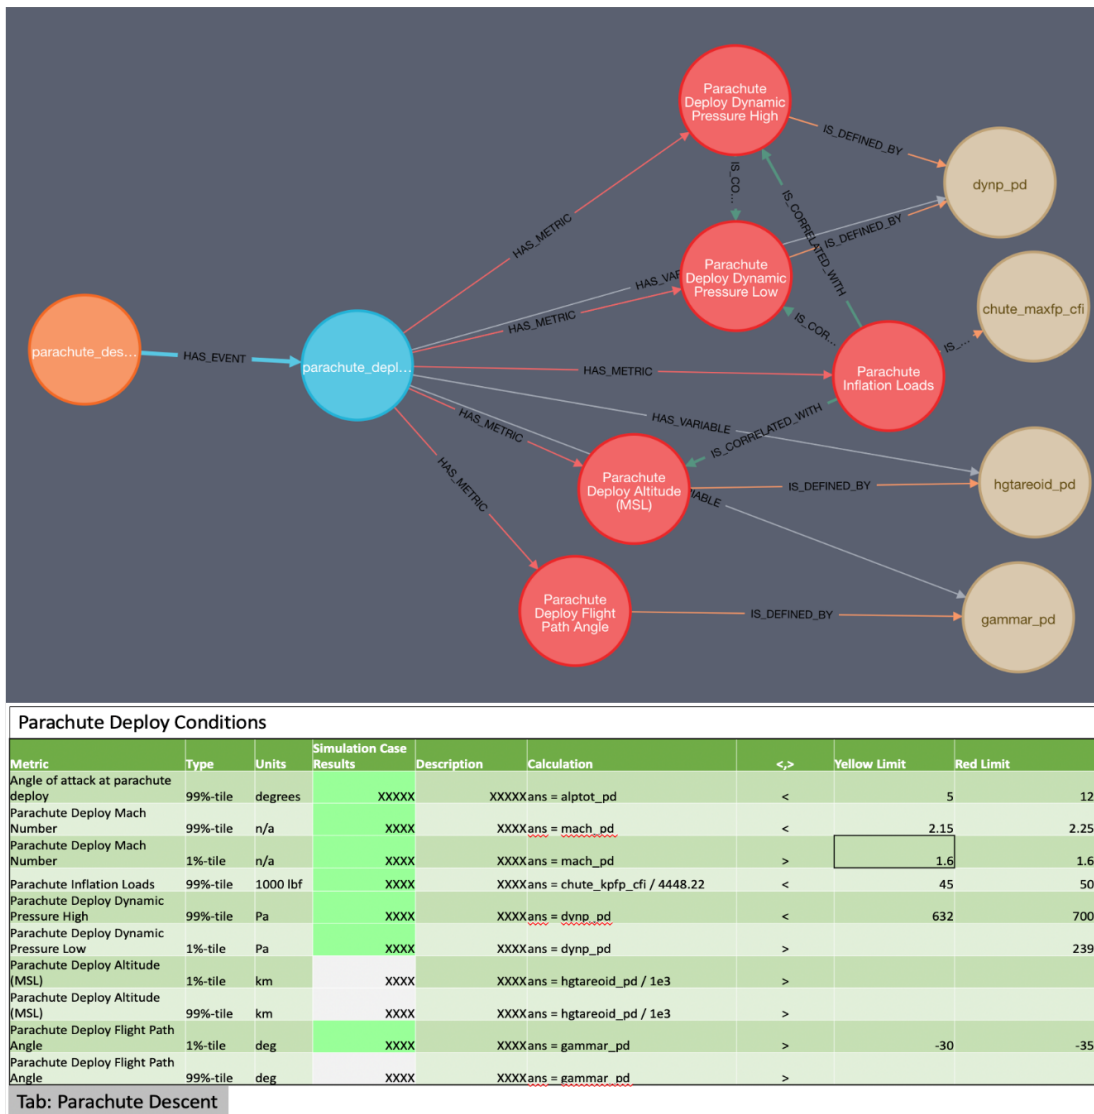 Parachute
Deploy Dynamic
Pressure High
IS_DEFINED_BY
dynp_pd
IS_CO...
IS_CORRELATED_WITH
HAS_METRIC
Parachute
Deploy Dynamic
Pressure Low
IS_DEFINED_BY
HAS_VAR
HAS_METRIC
chute_maxfp_cfi
IS_COR...
IS_...
parachute_des...
HAS_EVENT
parachute_depl...
HAS_METRIC
Parachute
Inflation Loads
HAS_METRIC
HAS_VARIABLE
IS_CORRELATED_WITH
HAS_METRIC
Parachute
Deploy Altitude
(MSL)
IS_DEFINED_BY
hgtareoid_pd
IABLE
Parachute
Deploy Flight
Path Angle
IS_DEFINED_BY
gammar_pd
Parachute Deploy Conditions
Metric Type Units Simulation Case Results Description Calculation <,> Yellow Limit Red Limit
Angle of attack at parachute deploy 99%-tile degrees XXXXX XXXXX ans = alptot_pd < 5 12
Parachute Deploy Mach Number 99%-tile n/a XXXX XXXX ans = mach_pd < 2.15 2.25
Parachute Deploy Mach Number 1%-tile n/a XXXX XXXX ans = mach_pd > 1.6 1.6
Parachute Inflation Loads 99%-tile 1000 lbf XXXX XXXX ans = chute_kpfp_cfi / 4448.22 < 45 50
Parachute Deploy Dynamic Pressure High 99%-tile Pa XXXX XXXX ans = dynp_pd < 632 700
Parachute Deploy Dynamic Pressure Low 1%-tile Pa XXXX XXXX ans = dynp_pd > 239
Parachute Deploy Altitude (MSL) 1%-tile km XXXX XXXX ans = hgtareoid_pd / 1e3 >
Parachute Deploy Altitude (MSL) 99%-tile km XXXX XXXX ans = hgtareoid_pd / 1e3 >
Parachute Deploy Flight Path Angle 1%-tile deg XXXX XXXX ans = gammar_pd > -30 -35
Parachute Deploy Flight Path Angle 99%-tile deg XXXX XXXX ans = gammar_pd >
Tab: Parachute Descent